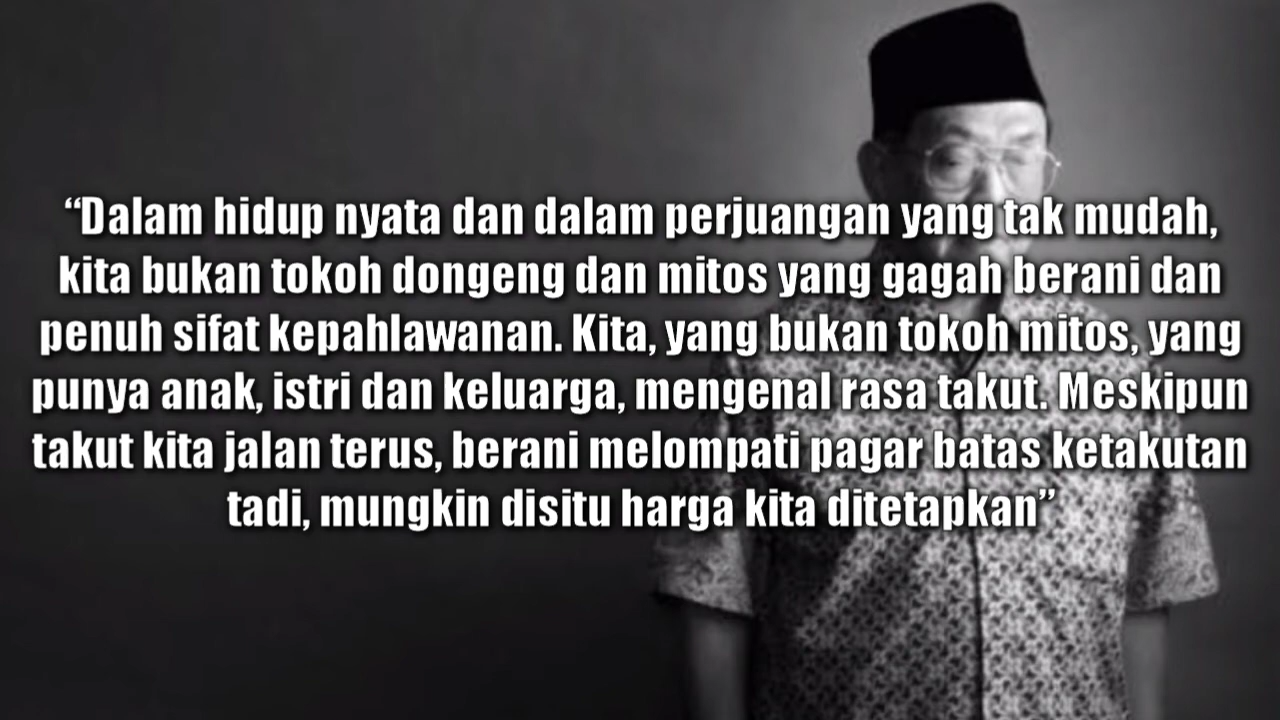 “Dalam hidup nyata dan dalam perjuangan yang tak mudah,
kita bukan tokoh dongeng dan mitos yang gagah berani dan
penuh sifat kepahlawanan. Kita, yang bukan tokoh mitos, yang
punya anak, istri dan keluarga, mengenal rasa takut. Meskipun
takut kita jalan terus, berani melompati pagar batas ketakutan
tadi, mungkin disitu harga kita ditetapkan”